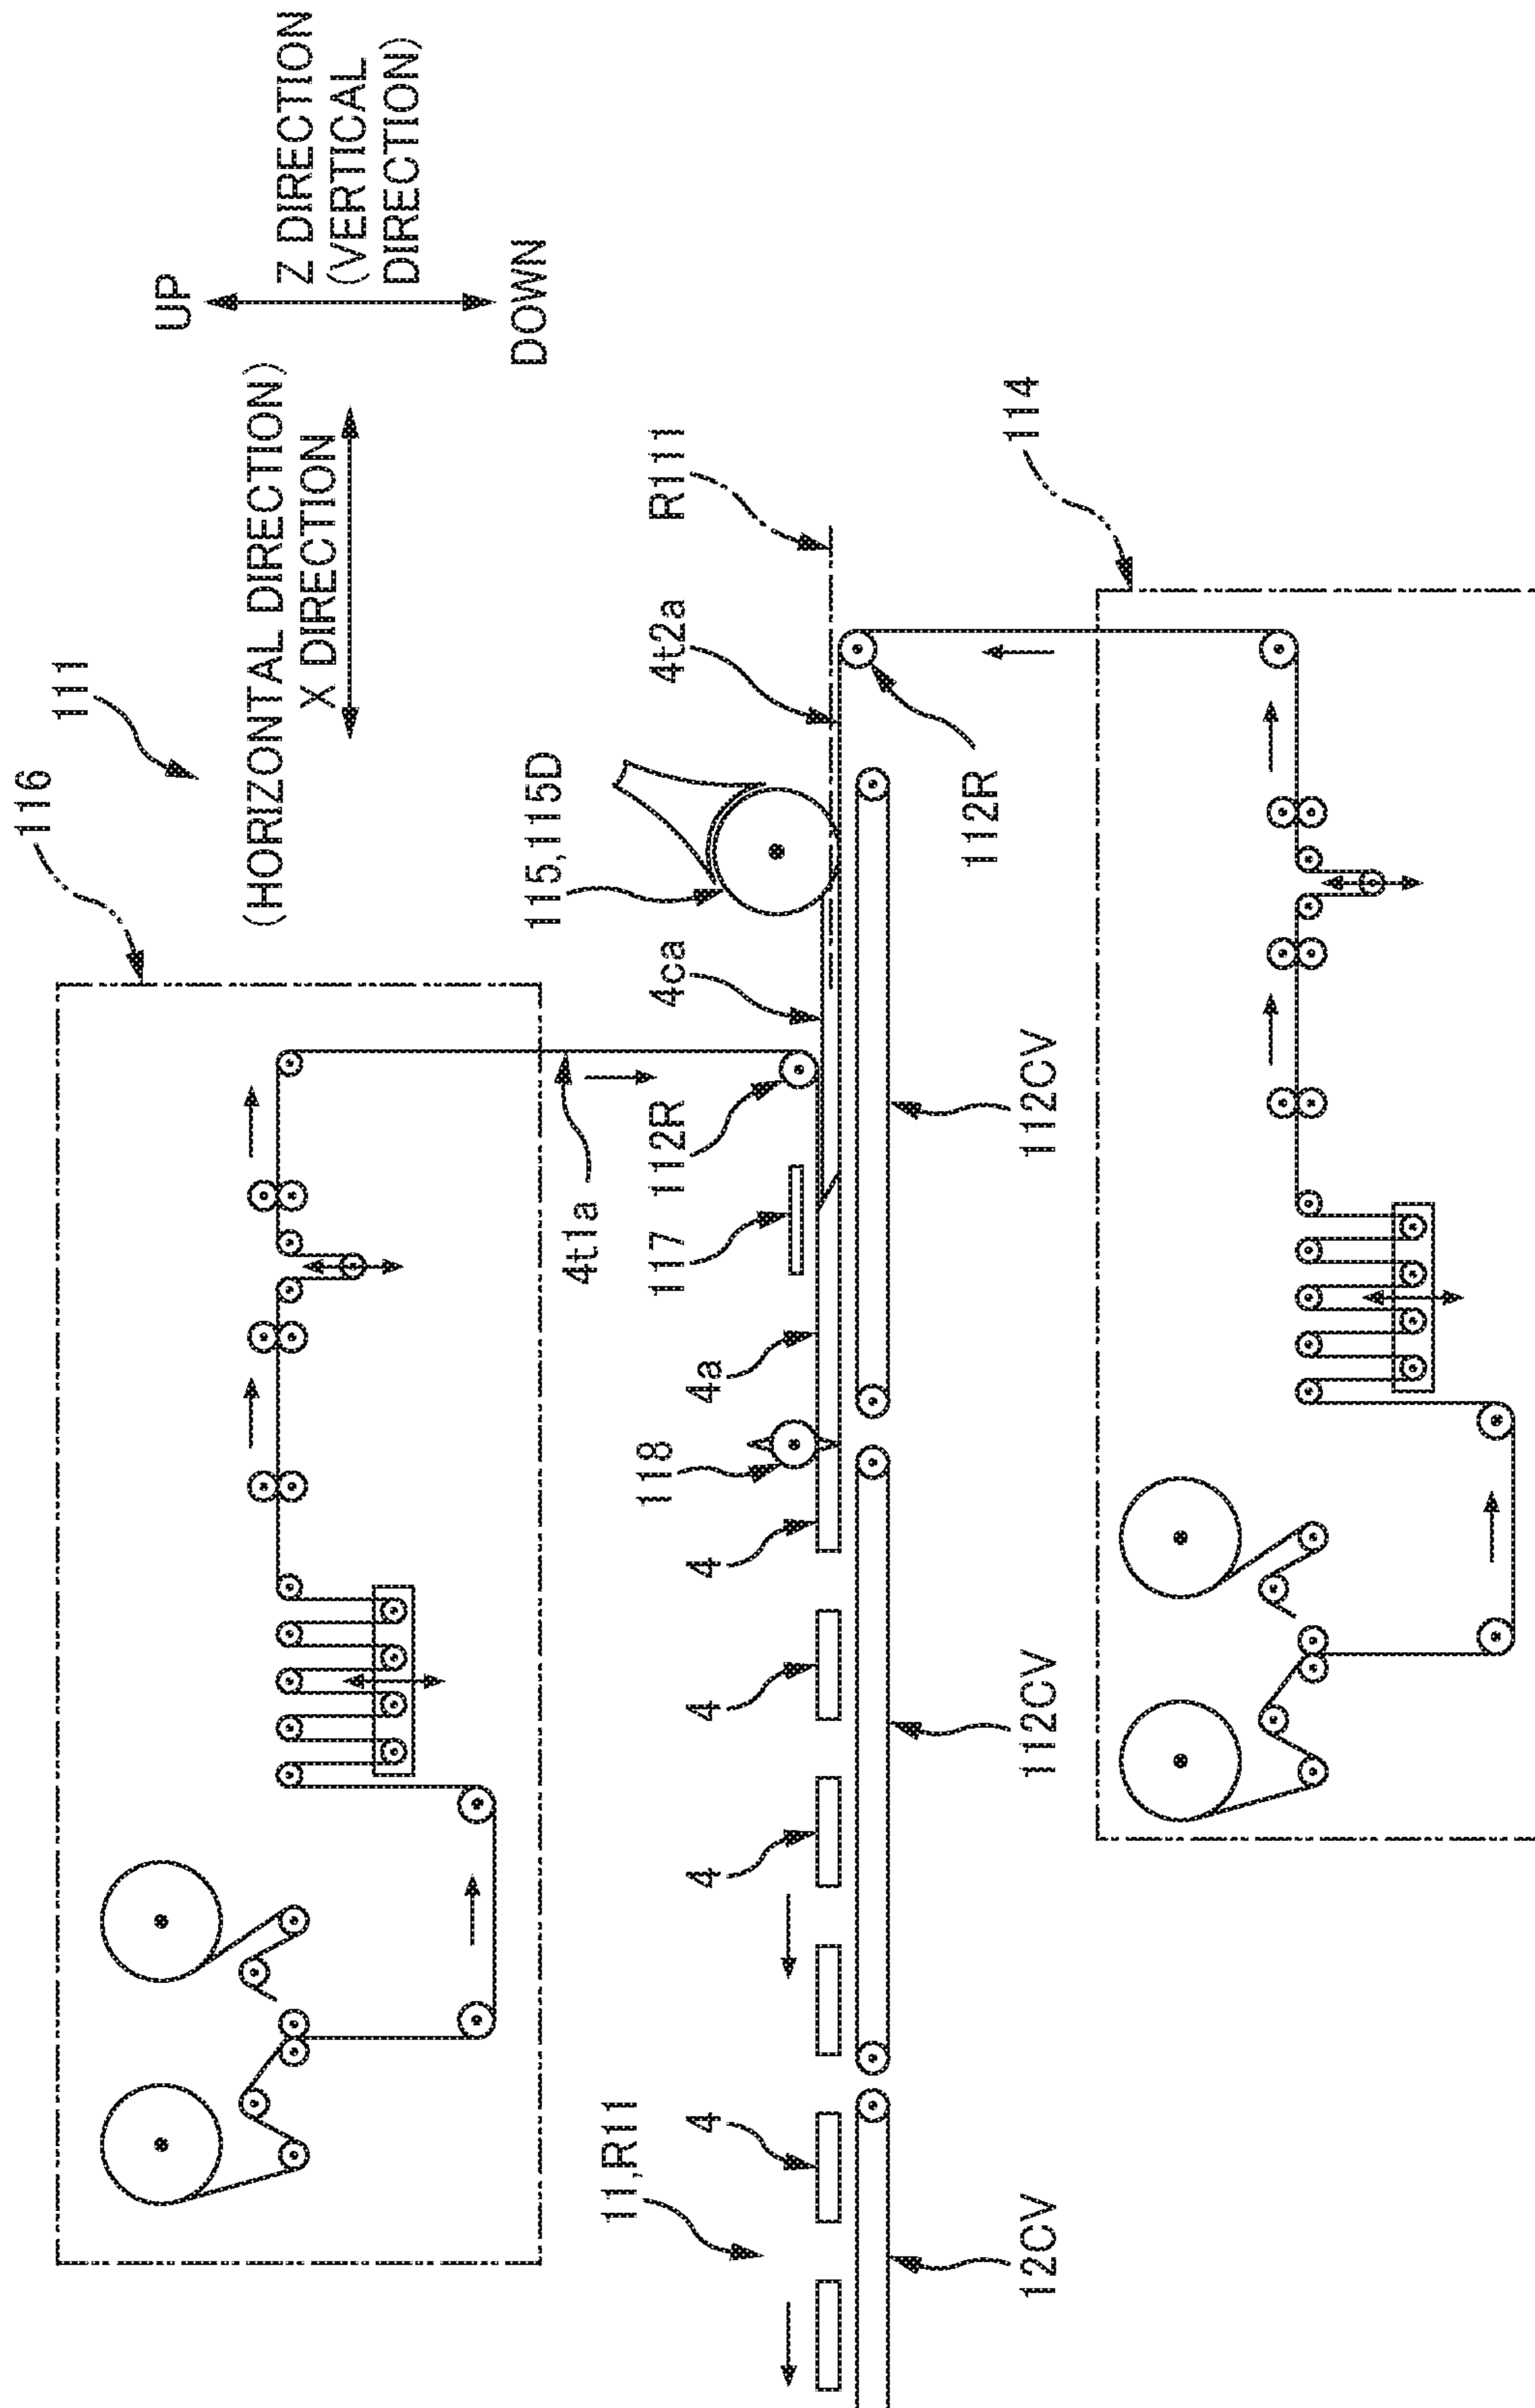 116
111
(HORIZONTAL DIRECTION)
X DIRECTION
UP
Z DIRECTION
(VERTICAL
DIRECTION)
DOWN
4t1a
115,115D
11,R11
4
4
4
118
4
4a
117
112R
4ca
4t2a
R111
12CV
112CV
112CV
112R
114